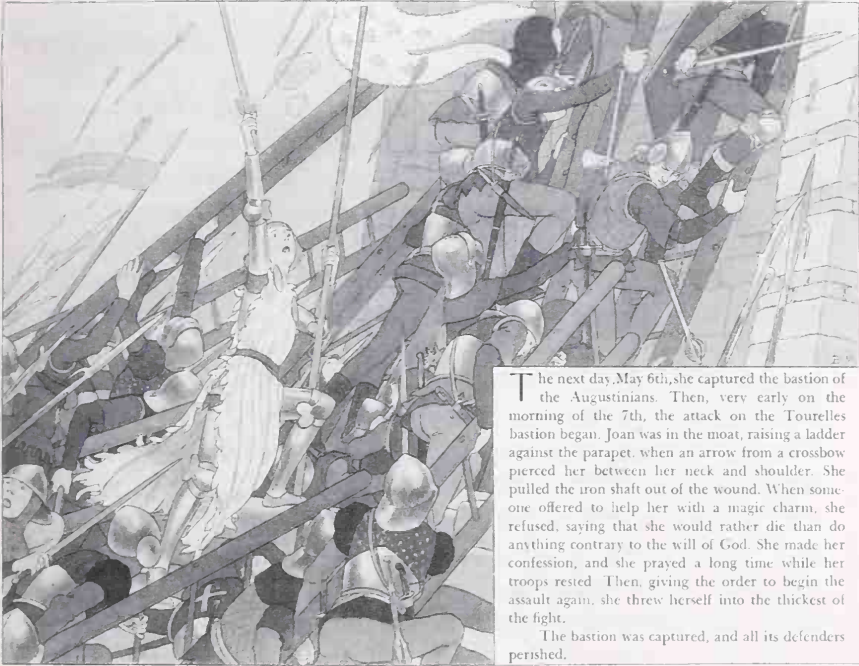 The next day, May 6th, she captured the bastion of
the Augustinians. Then, very early on the
morning of the 7th, the attack on the Tourelles
bastion began. Joan was in the moat, raising a ladder
against the parapet, when an arrow from a crossbow
pierced her between her neck and shoulder. She
pulled the iron shaft out of the wound. When some-
one offered to help her with a magic charm, she
refused, saying that she would rather die than do
anything contrary to the will of God. She made her
confession, and she prayed a long time while her
troops rested. Then, giving the order to begin the
assault again, she threw herself into the thickest of
the fight.
The bastion was captured, and all its defenders
perished.